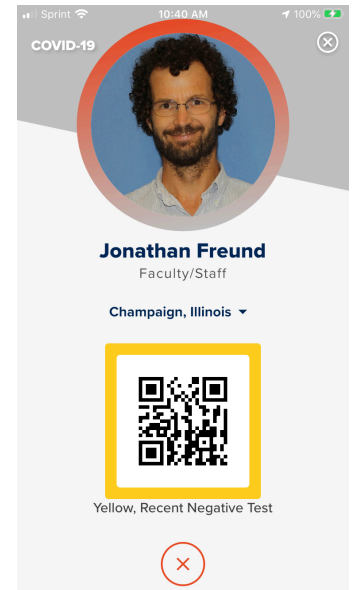 Sprint 10:40 AM 100%
COVID-19
Jonathan Freund
Faculty/Staff
Champaign, Illinois
Yellow, Recent Negative Test